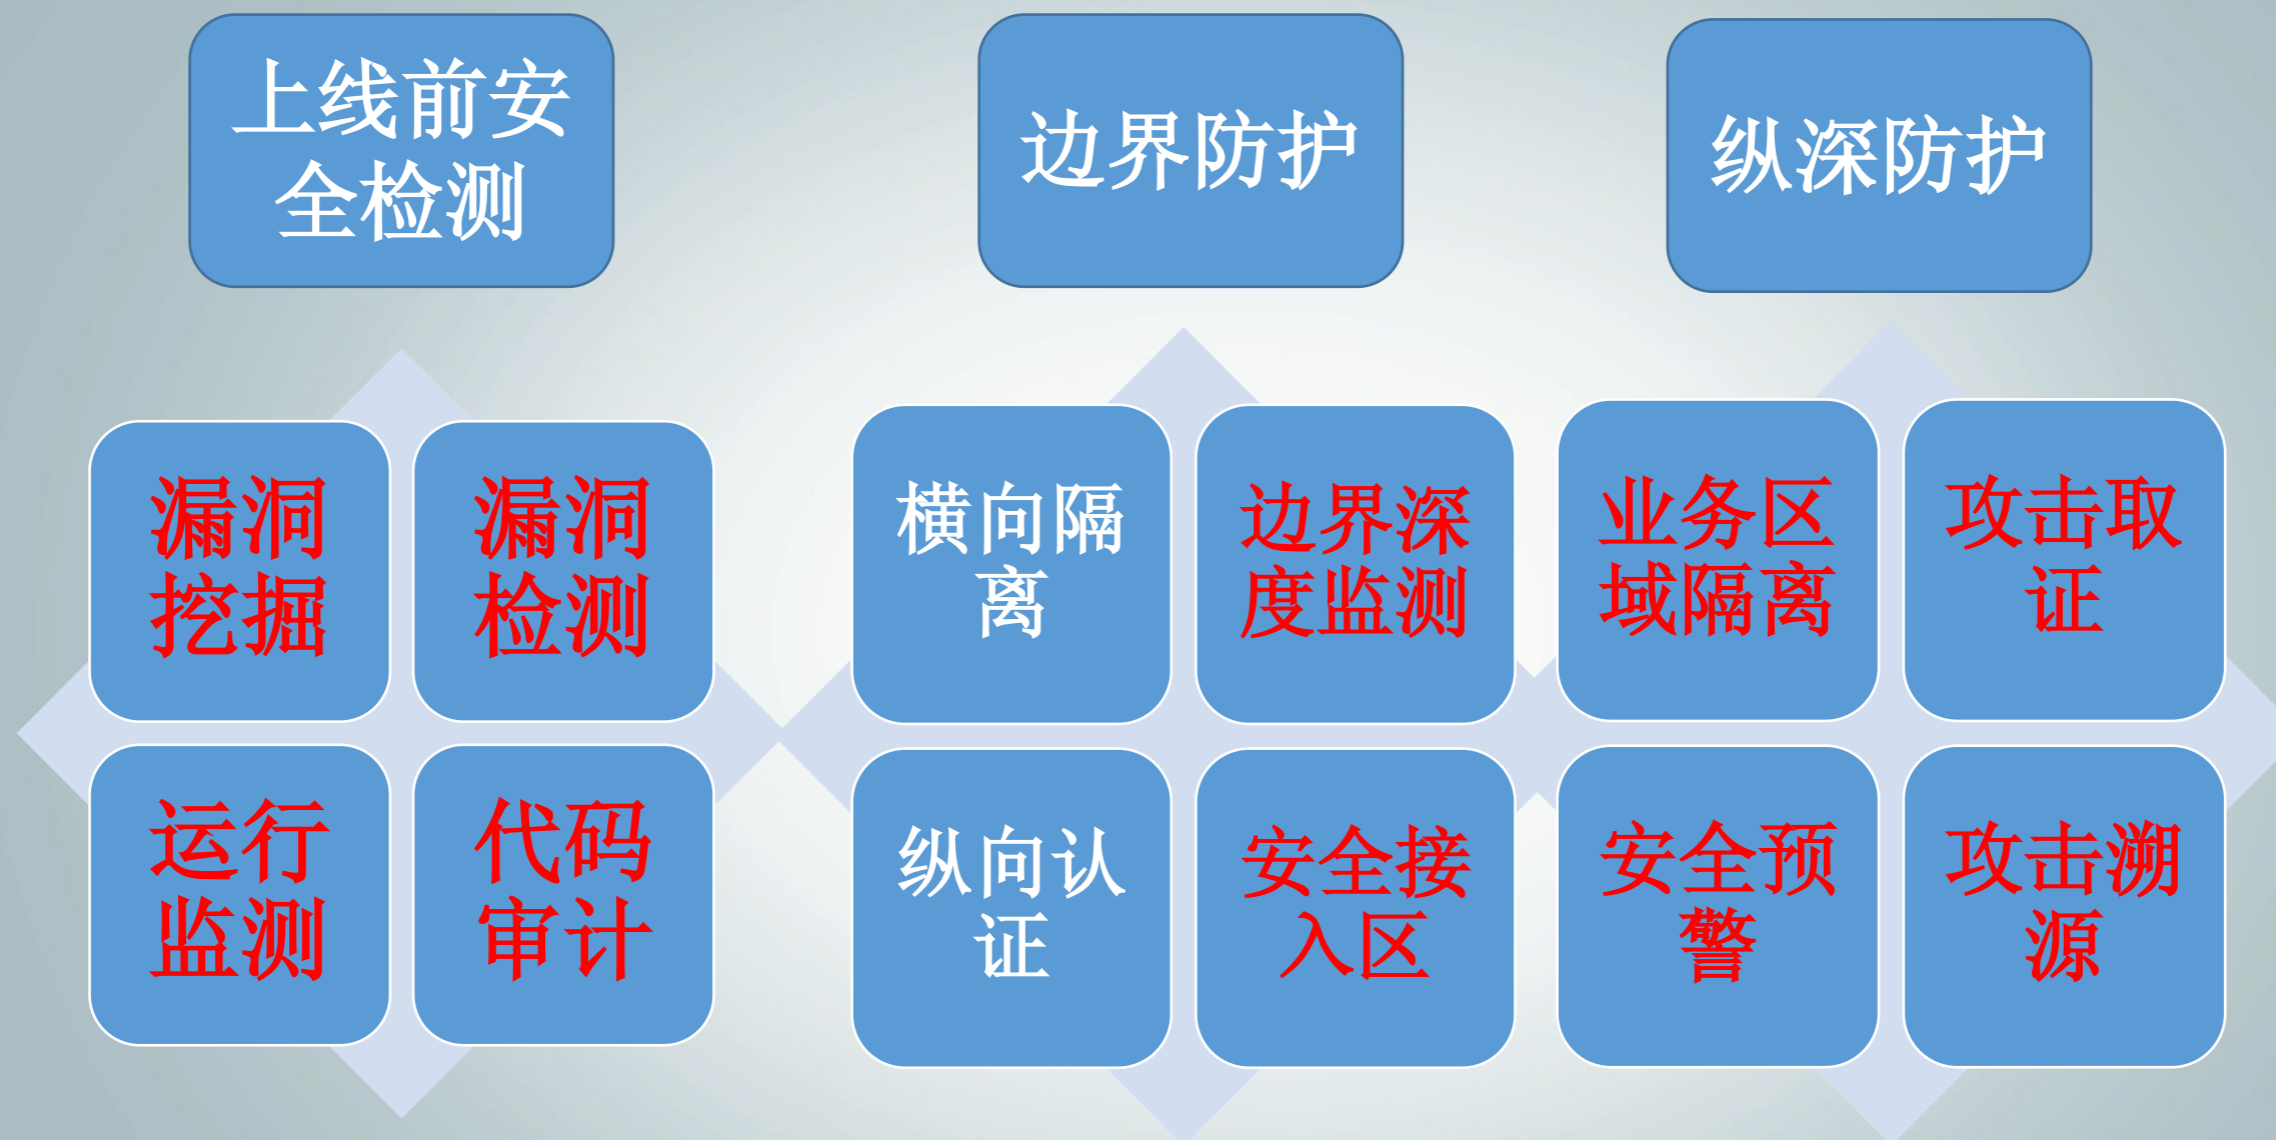 上线前安
全检测
边界防护
纵深防护
漏洞
挖掘
漏洞
检测
运行
监测
代码
审计
横向隔
离
边界深
度监测
纵向认
证
安全接
入区
业务区
域隔离
攻击取
证
安全预
警
攻击溯
源